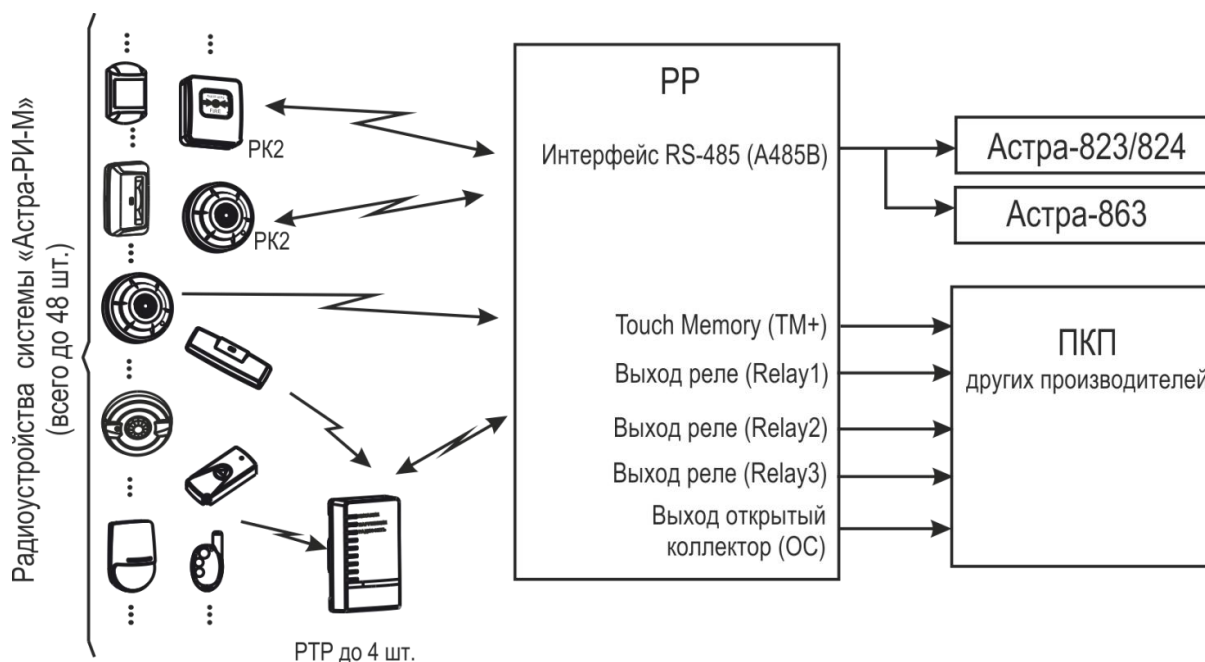 Радиоустройства системы «Астра-РИ-М»
(всего до 48 шт.)
РК2
РК2
РТР до 4 шт.
РР
Интерфейс RS-485 (A485B)
Touch Memory (TM+)
Выход реле (Relay1)
Выход реле (Relay2)
Выход реле (Relay3)
Выход открытый
коллектор (ОС)
Астра-823/824
Астра-863
ПКП
других производителей